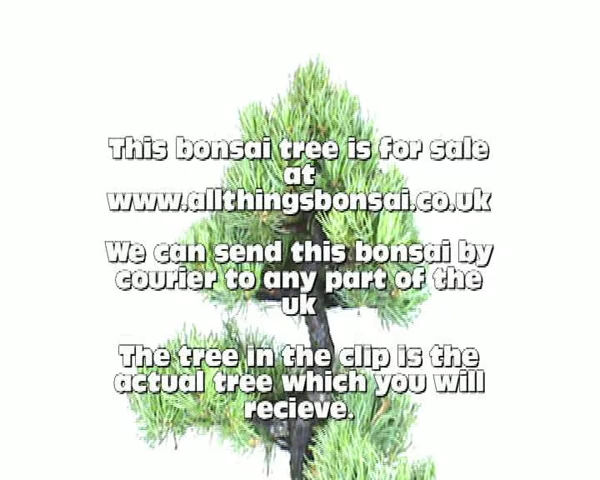 This bonsai tree is for sale
at
www.allthingsbonsai.co.uk
We can send this bonsai by
courier to any part of the
UK
The tree in the clip is the
actual tree which you will
recieve.